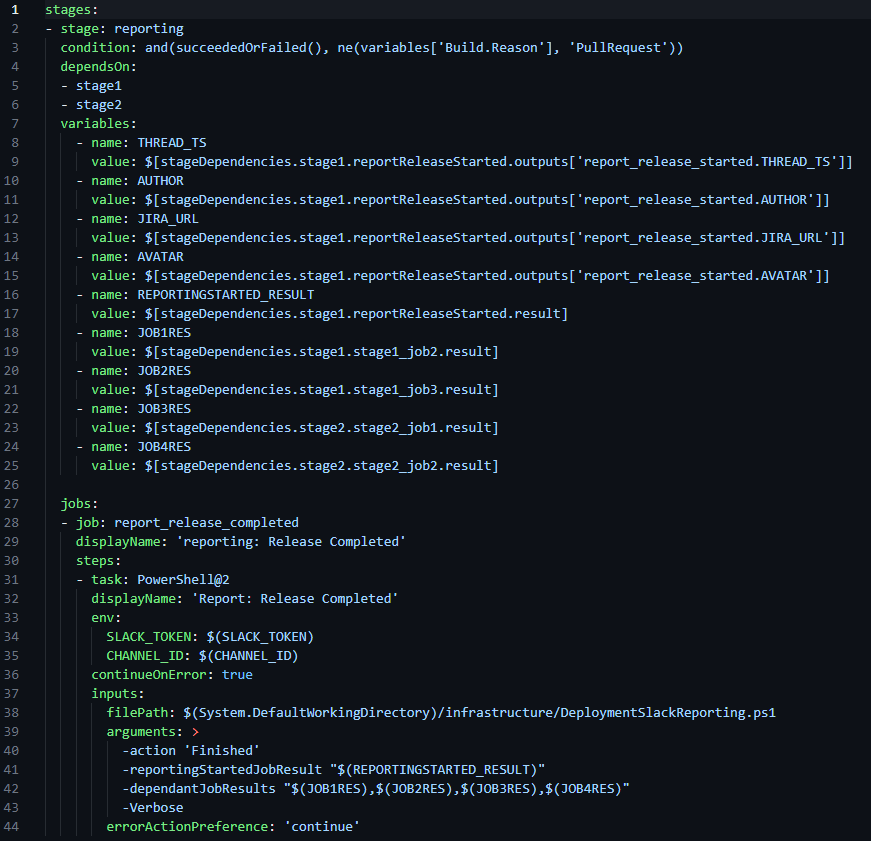 1 stages:
2 - stage: reporting
3 condition: and(succeededOrFailed(), ne(variables['Build.Reason'], 'PullRequest'))
4 dependsOn:
5 - stage1
6 - stage2
7 variables:
8 - name: THREAD_TS
9 value: $[stageDependencies.stage1.reportReleaseStarted.outputs['report_release_started.THREAD_TS']]
10 - name: AUTHOR
11 value: $[stageDependencies.stage1.reportReleaseStarted.outputs['report_release_started.AUTHOR']]
12 - name: JIRA_URL
13 value: $[stageDependencies.stage1.reportReleaseStarted.outputs['report_release_started.JIRA_URL']]
14 - name: AVATAR
15 value: $[stageDependencies.stage1.reportReleaseStarted.outputs['report_release_started.AVATAR']]
16 - name: REPORTINGSTARTED_RESULT
17 value: $[stageDependencies.stage1.reportReleaseStarted.result]
18 - name: JOB1RES
19 value: $[stageDependencies.stage1.stage1_job2.result]
20 - name: JOB2RES
21 value: $[stageDependencies.stage1.stage1_job3.result]
22 - name: JOB3RES
23 value: $[stageDependencies.stage2.stage2_job1.result]
24 - name: JOB4RES
25 value: $[stageDependencies.stage2.stage2_job2.result]
26
27 jobs:
28 - job: report_release_completed
29 displayName: 'reporting: Release Completed'
30 steps:
31 - task: PowerShell@2
32 displayName: 'Report: Release Completed'
33 env:
34 SLACK_TOKEN: $(SLACK_TOKEN)
35 CHANNEL_ID: $(CHANNEL_ID)
36 continueOnError: true
37 inputs:
38 filePath: $(System.DefaultWorkingDirectory)/infrastructure/DeploymentSlackReporting.ps1
39 arguments: >
40 -action 'Finished'
41 -reportingStartedJobResult "$(REPORTINGSTARTED_RESULT)"
42 -dependantJobResults "$(JOB1RES),$(JOB2RES),$(JOB3RES),$(JOB4RES)"
43 -Verbose
44 errorActionPreference: 'continue'